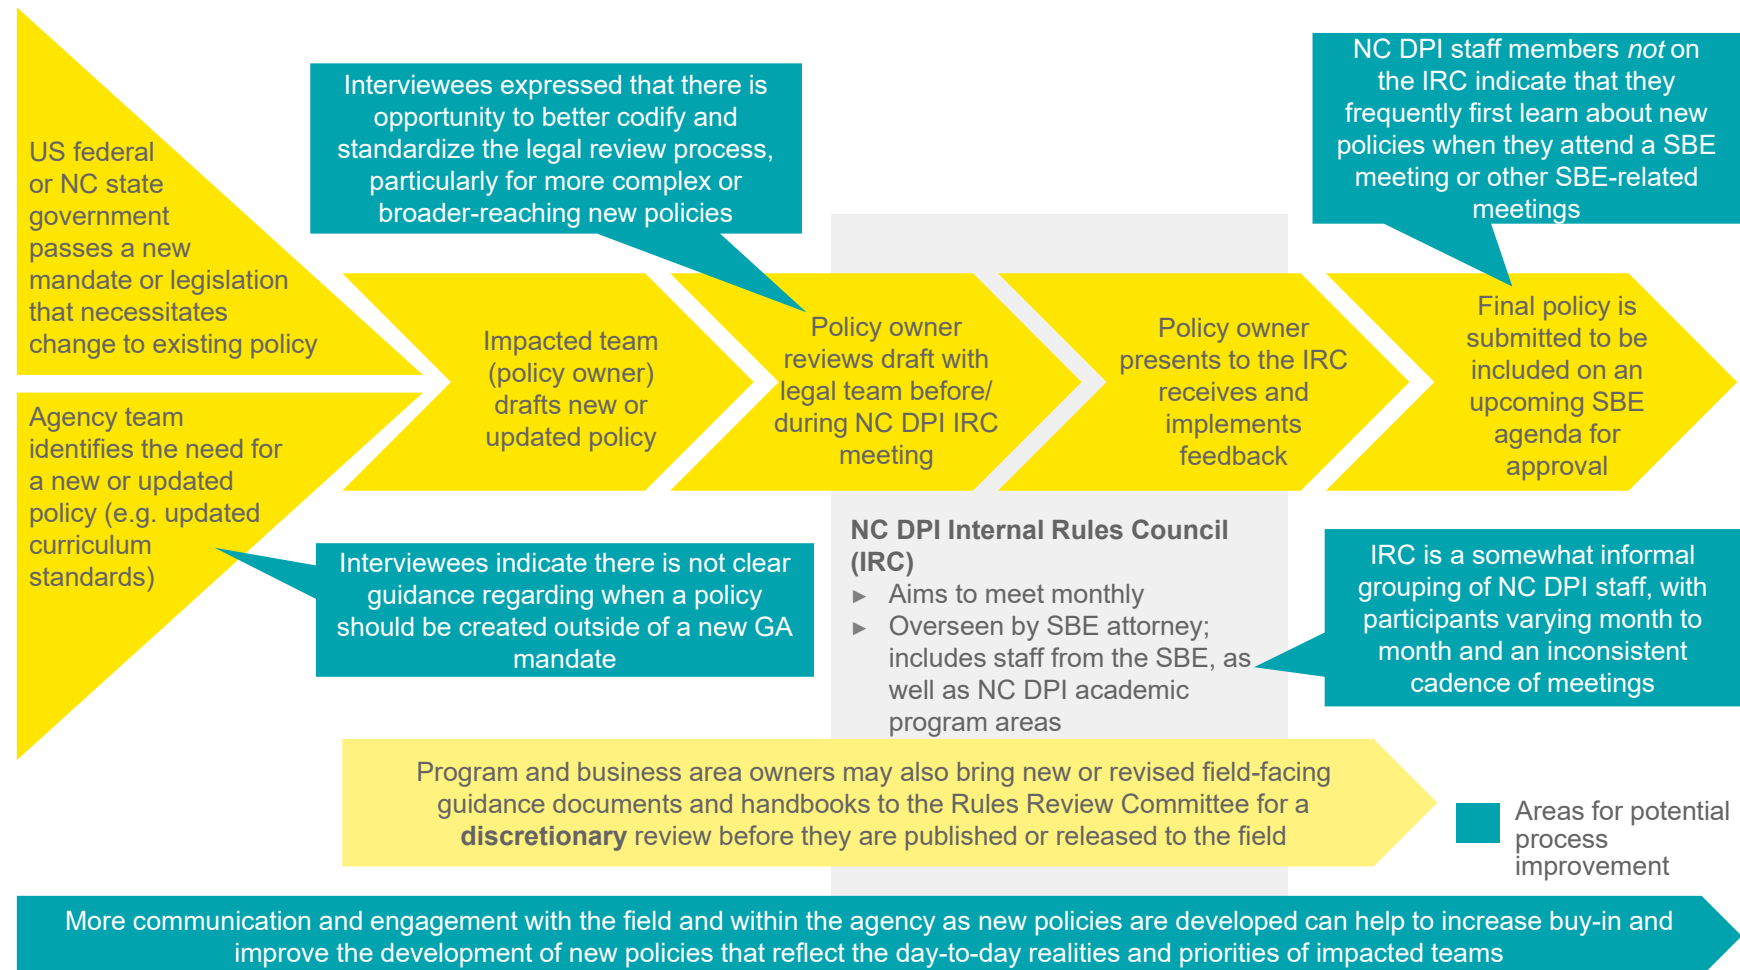 US federal
or NC state
government
passes a new
mandate or legislation
that necessitates
change to existing policy
Agency team
identifies the need for
a new or updated
policy (e.g. updated
curriculum
standards)
Interviewees expressed that there is
opportunity to better codify and
standardize the legal review process,
particularly for more complex or
broader-reaching new policies
NC DPI staff members not on
the IRC indicate that they
frequently first learn about new
policies when they attend a SBE
meeting or other SBE-related
meetings
Impacted team
(policy owner)
drafts new or
updated policy
Policy owner
reviews draft with
legal team before/
during NC DPI IRC
meeting
Policy owner
presents to the IRC
receives and
implements
feedback
Final policy is
submitted to be
included on an
upcoming SBE
agenda for
approval
Interviewees indicate there is not clear
guidance regarding when a policy
should be created outside of a new GA
mandate
NC DPI Internal Rules Council
(IRC)
► Aims to meet monthly
► Overseen by SBE attorney;
includes staff from the SBE, as
well as NC DPI academic
program areas
IRC is a somewhat informal
grouping of NC DPI staff, with
participants varying month to
month and an inconsistent
cadence of meetings
Program and business area owners may also bring new or revised field-facing
guidance documents and handbooks to the Rules Review Committee for a
discretionary review before they are published or released to the field
Areas for potential
process
improvement
More communication and engagement with the field and within the agency as new policies are developed can help to increase buy-in and
improve the development of new policies that reflect the day-to-day realities and priorities of impacted teams